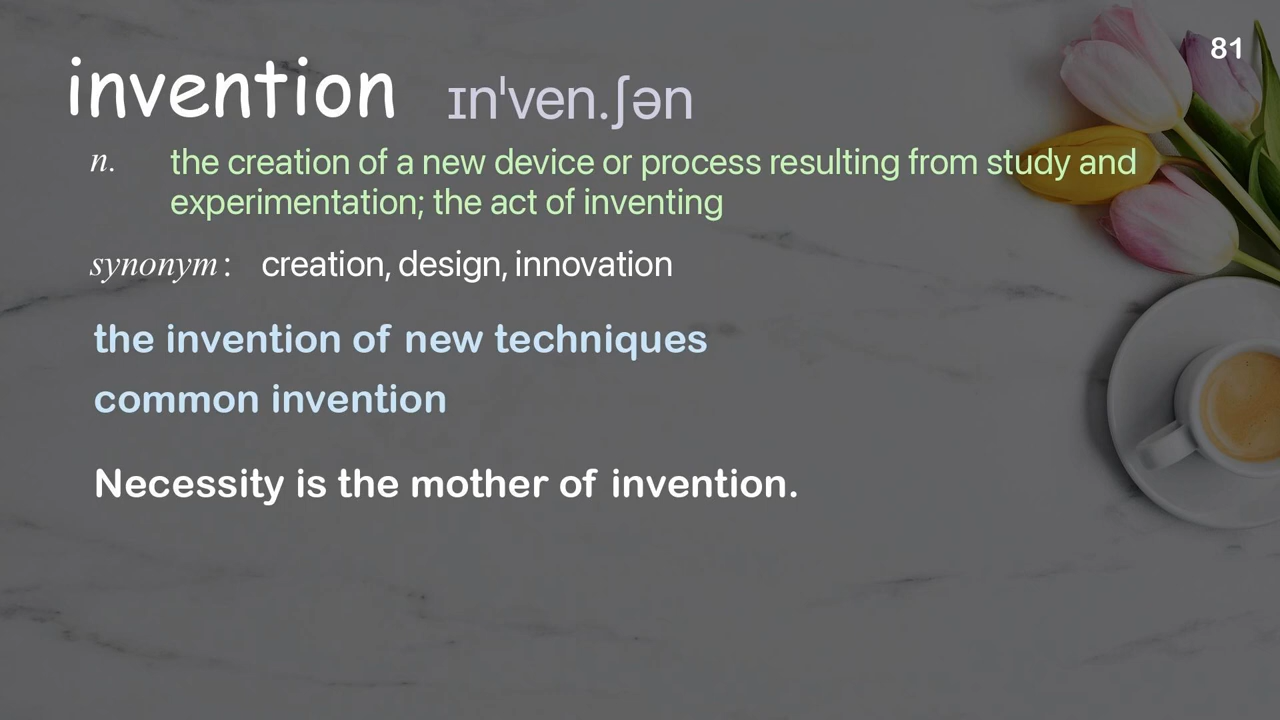 81
invention ɪnˈven.ʃən
n. the creation of a new device or process resulting from study and
experimentation; the act of inventing
synonym: creation, design, innovation
the invention of new techniques
common invention
Necessity is the mother of invention.